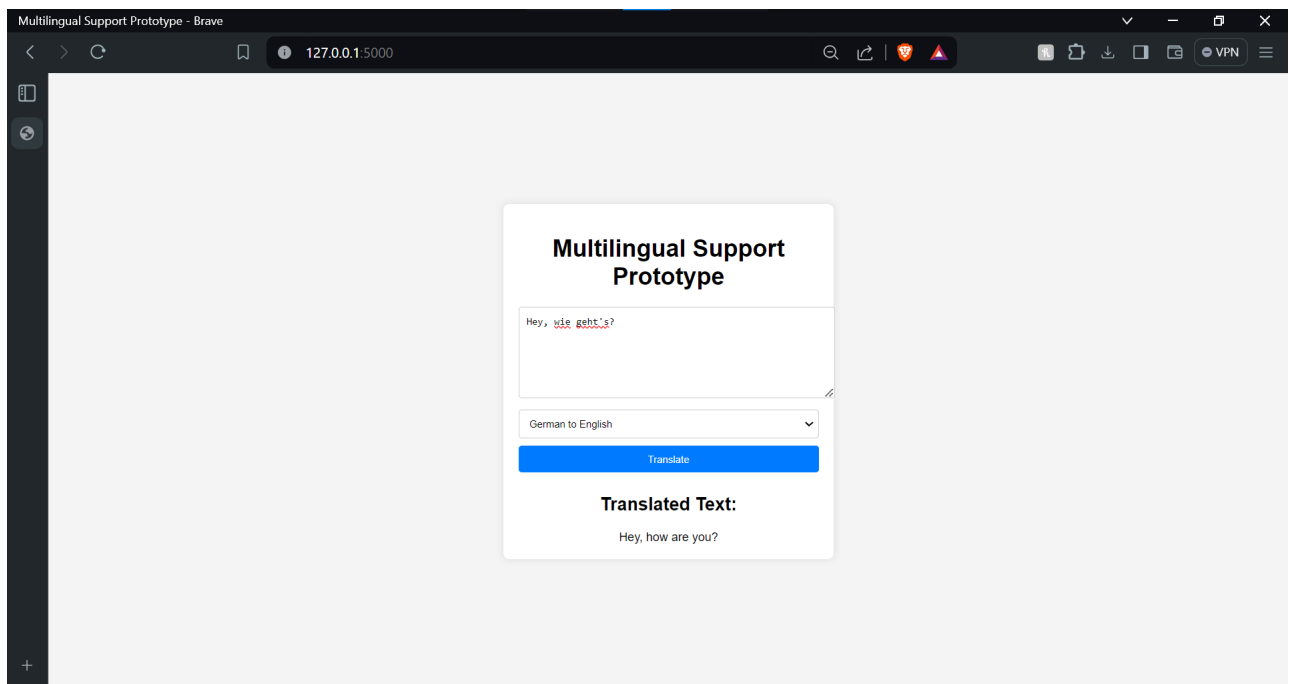 Multilingual Support Prototype - Brave
127.0.0.1:5000
VPN
Multilingual Support
Prototype
Hey, wie geht's?
German to English
Translate
Translated Text:
Hey, how are you?